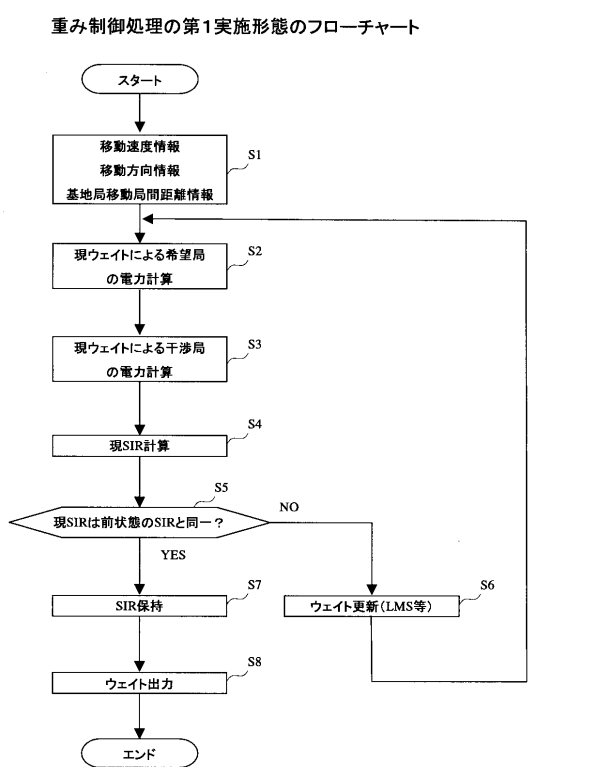 重み制御処理の第1実施形態のフローチャート
スタート
移動速度情報
移動方向情報
基地局移動局間距離情報
S1
現ウェイトによる希望局
の電力計算
S2
現ウェイトによる干渉局
の電力計算
S3
現SIR計算
S4
現SIRは前状態のSIRと同一？
S5
NO
YES
SIR保持
S7
ウェイト更新（LMS等）
S6
ウェイト出力
S8
エンド